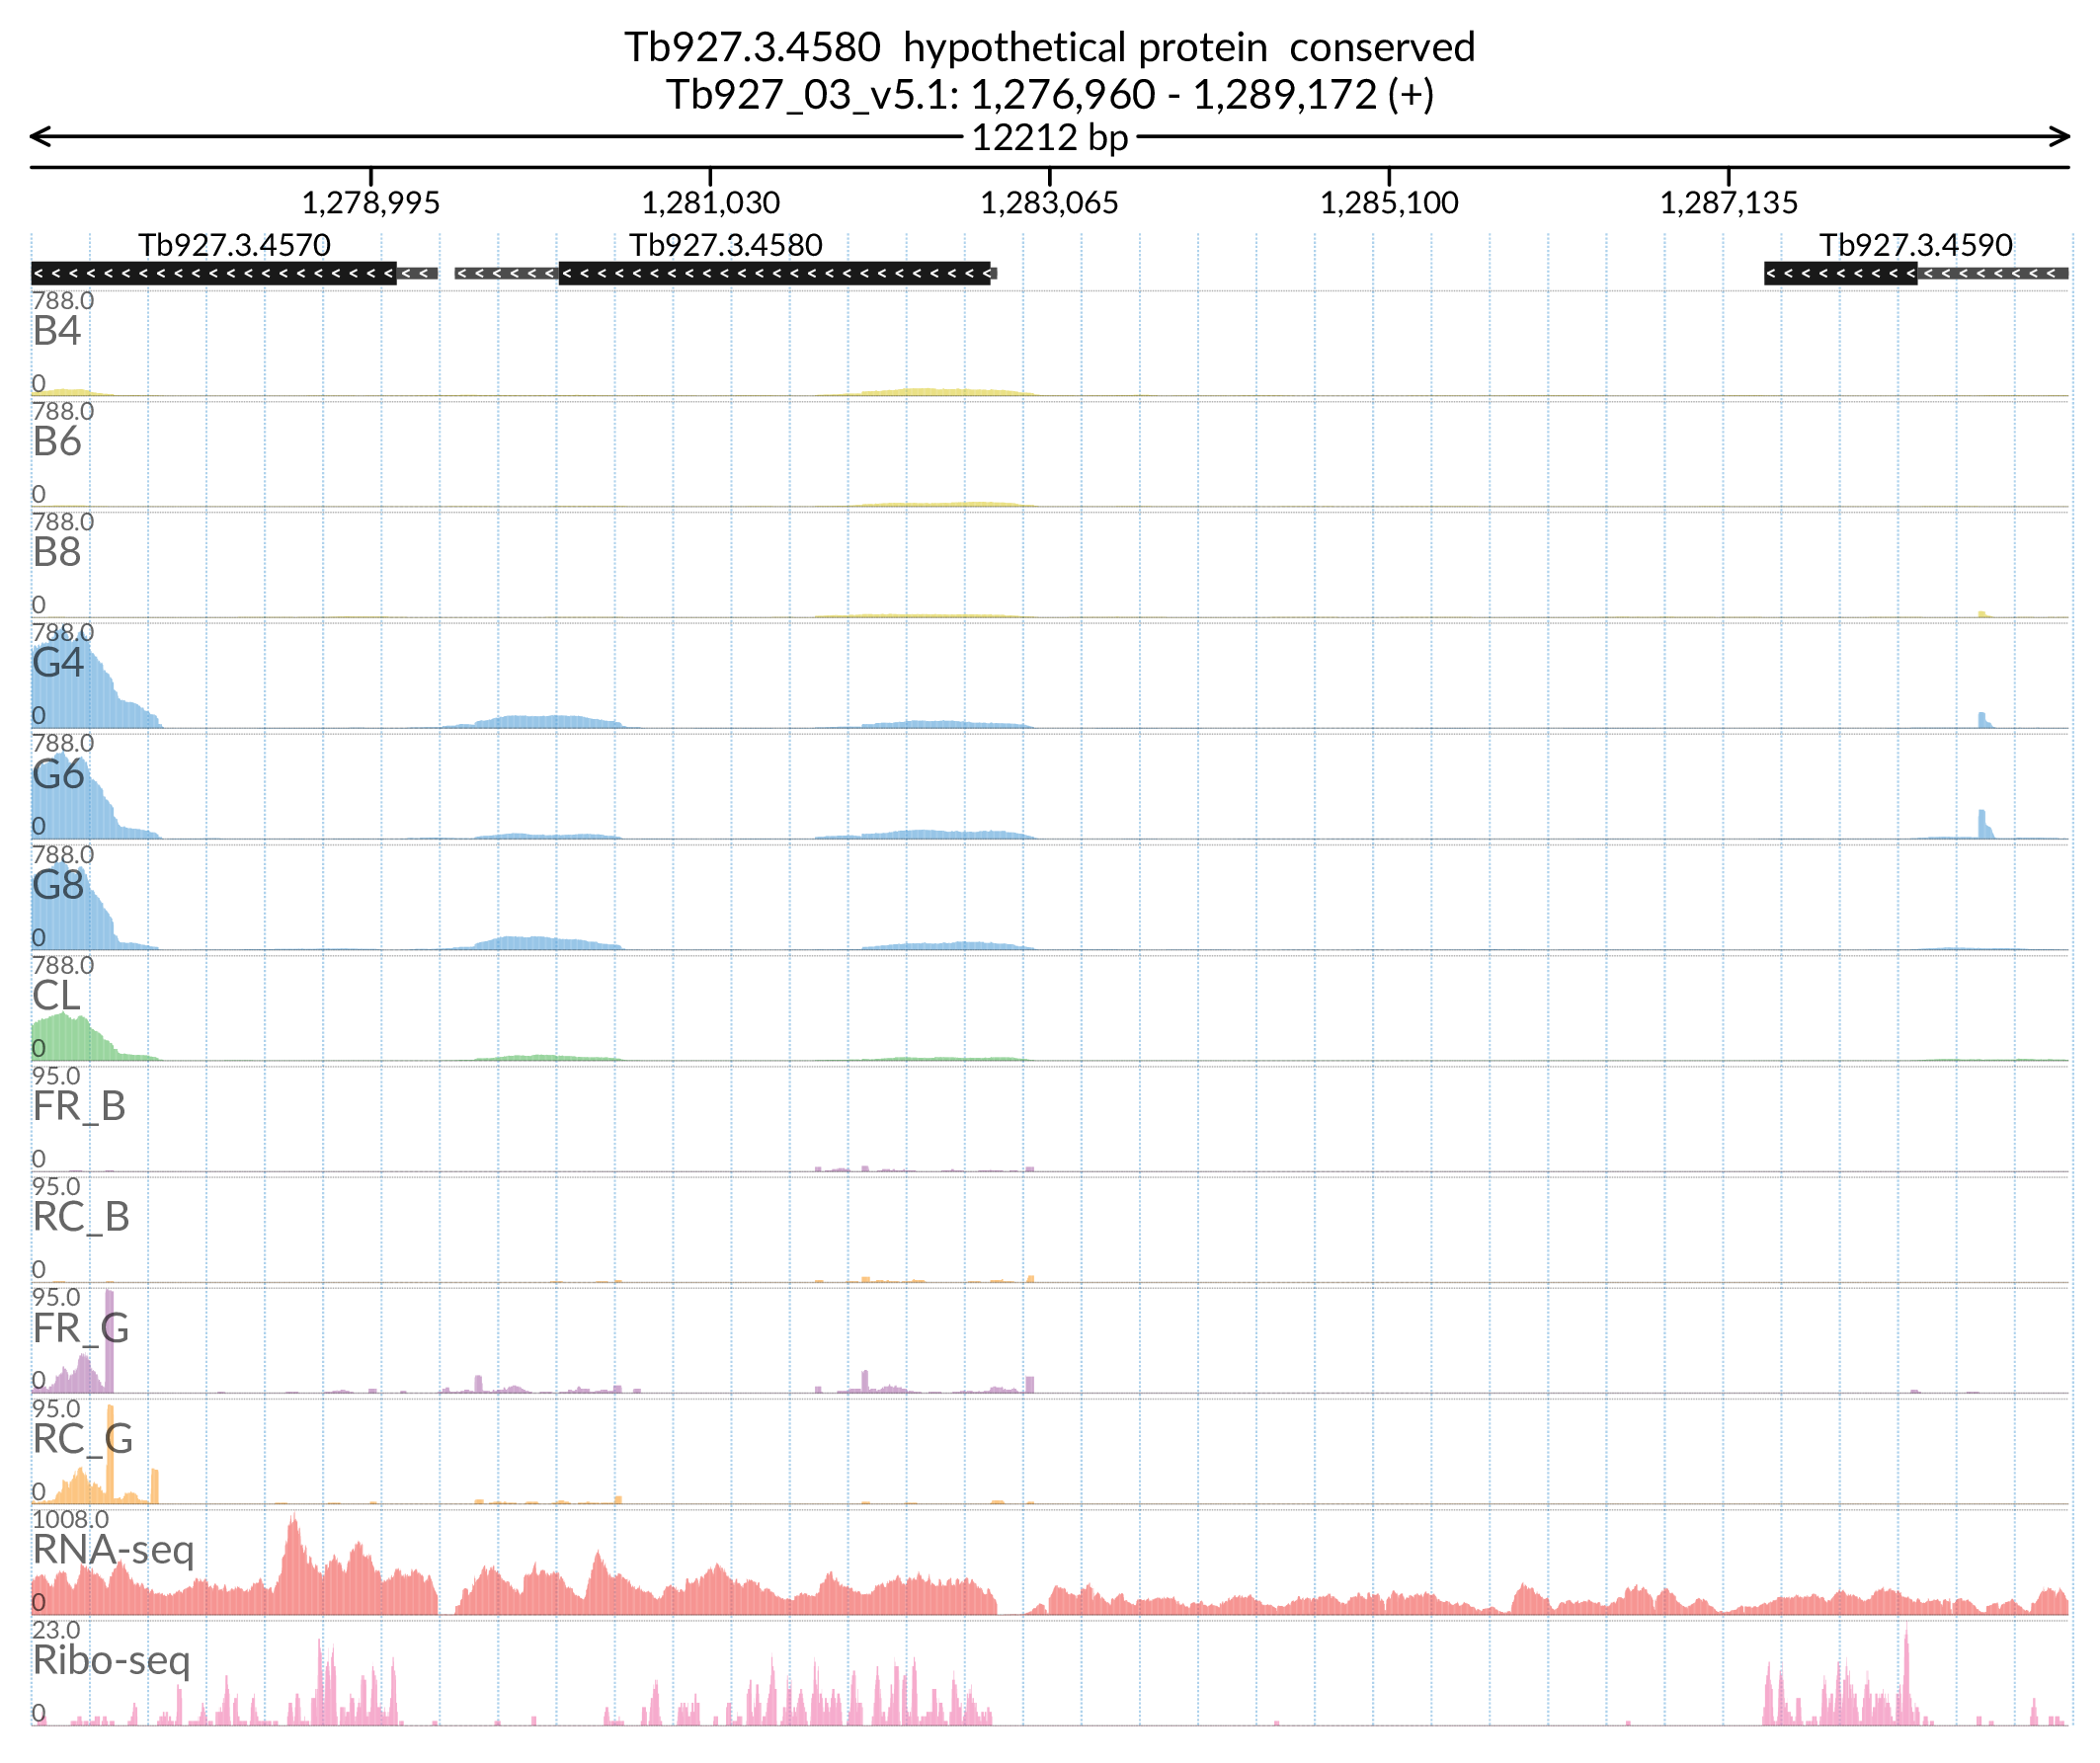 Tb927.3.4580  hypothetical protein  conserved
Tb927_03_v5.1: 1,276,960 - 1,289,172 (+)
12212 bp
1,278,995 1,281,030 1,283,065 1,285,100 1,287,135
Tb927.3.4570 Tb927.3.4580 Tb927.3.4590
788.0
B4
0
788.0
B6
0
788.0
B8
0
788.0
G4
0
788.0
G6
0
788.0
G8
0
788.0
CL
0
95.0
FR_B
0
95.0
RC_B
0
95.0
FR_G
0
95.0
RC_G
0
1008.0
RNA-seq
0
23.0
Ribo-seq
0